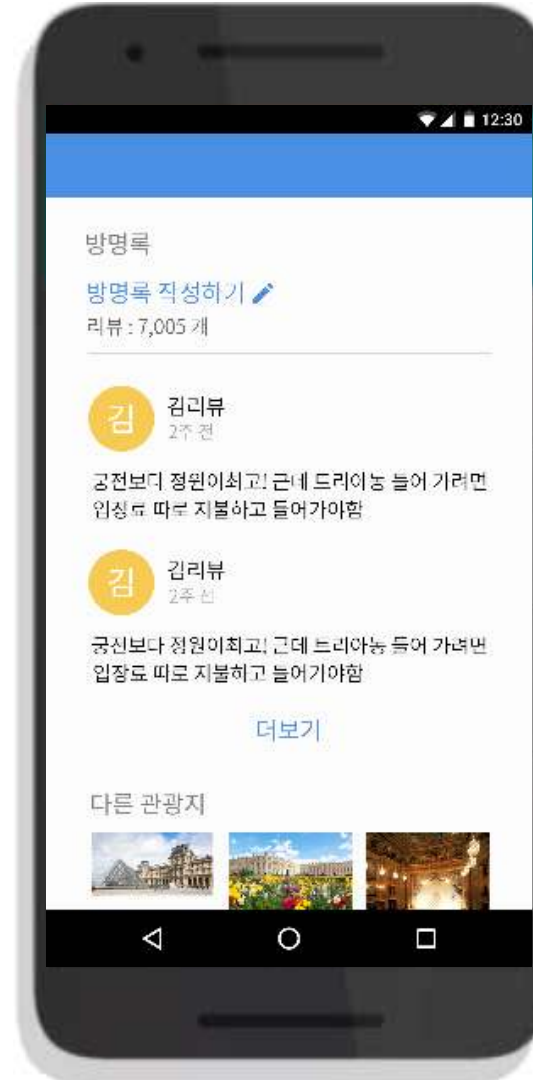 12:30
방명록
방명록 작성하기
리뷰 : 7,005 개
김
김리뷰
2주 전
궁전보다 정원이최고! 근데 트리아농 들어 가려면
입장료 따로 지불하고 들어가야함
김
김리뷰
2주 전
궁전보다 정원이최고! 근데 트리아농 들어 가려면
입장료 따로 지불하고 들어가야함
더보기
다른 관광지